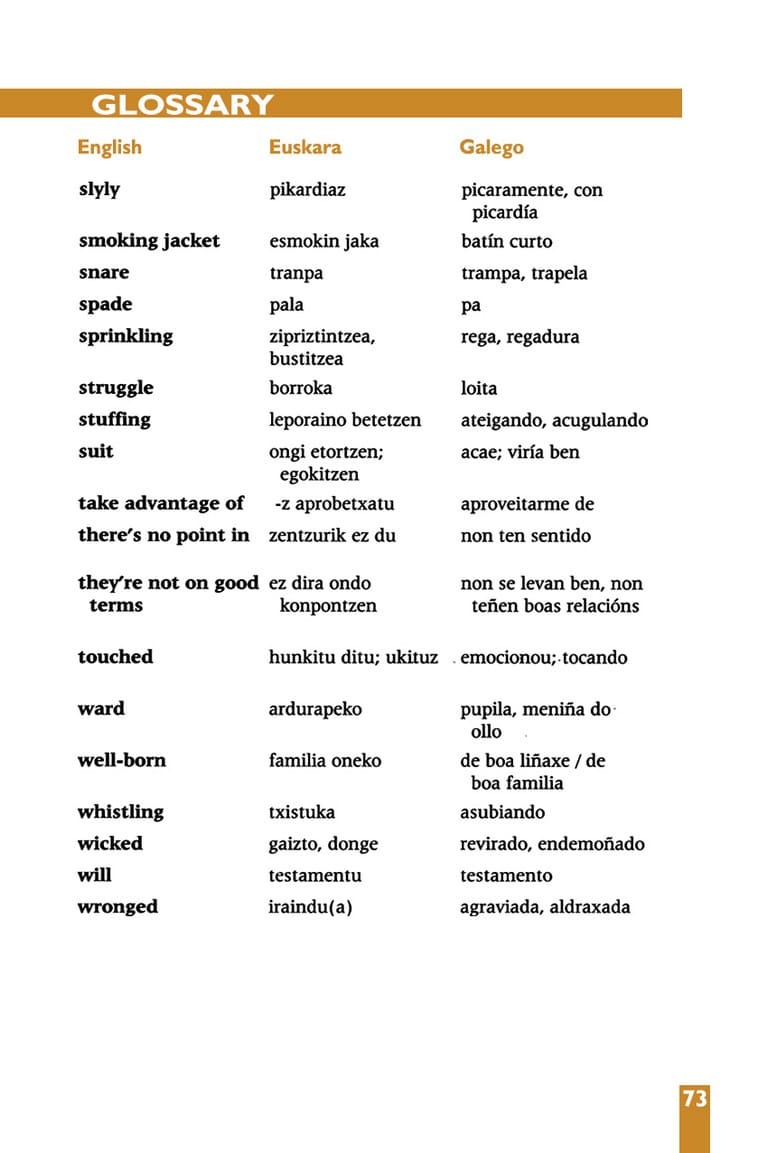 GLOSSARY
English Euskara Galego
slyly pikardiaz picaramente, con
picardía
smoking jacket esmokin jaka batín curto
snare tranpa trampa, trapela
spade pala pa
sprinkling zipriztintzea, rega, regadura
bustitzea
struggle borroka loita
stuffing leporaino betetzen ateigando, acugulando
suit ongi etortzen; acae; viría ben
egokitzen
take advantage of -z aprobetxatu aproveitarme de
there's no point in zentzurik ez du non ten sentido
they're not on good ez dira ondo non se levan ben, non
terms konpontzen teñen boas relacións
touched hunkitu ditu; ukituz emocionou; tocando
ward ardurapeko pupila, meniña do
ollo
well-born familia oneko de boa liñaxe / de
boa familia
whistling txistuka asubiando
wicked gaizto, donge revirado, endemoñado
will testamentu testamento
wronged iraindu(a) agraviada, aldraxada
73